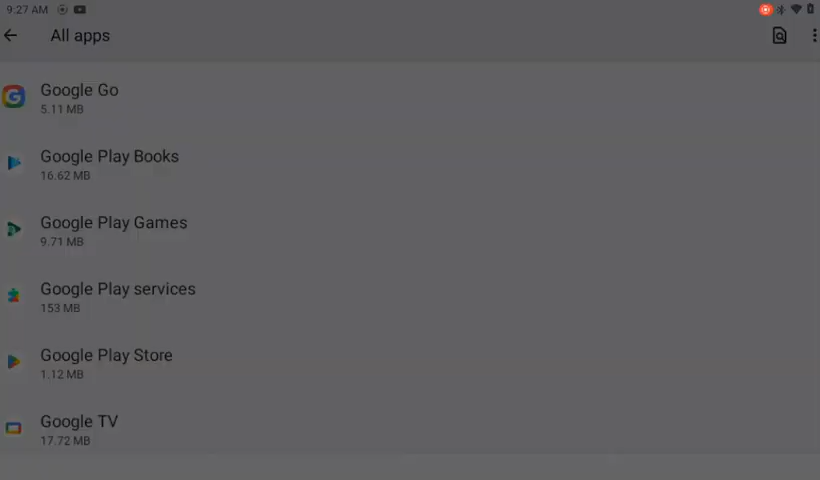 9:27 AM
All apps
Google Go
5.11 MB
Google Play Books
16.62 MB
Google Play Games
9.71 MB
Google Play services
153 MB
Google Play Store
1.12 MB
Google TV
17.72 MB